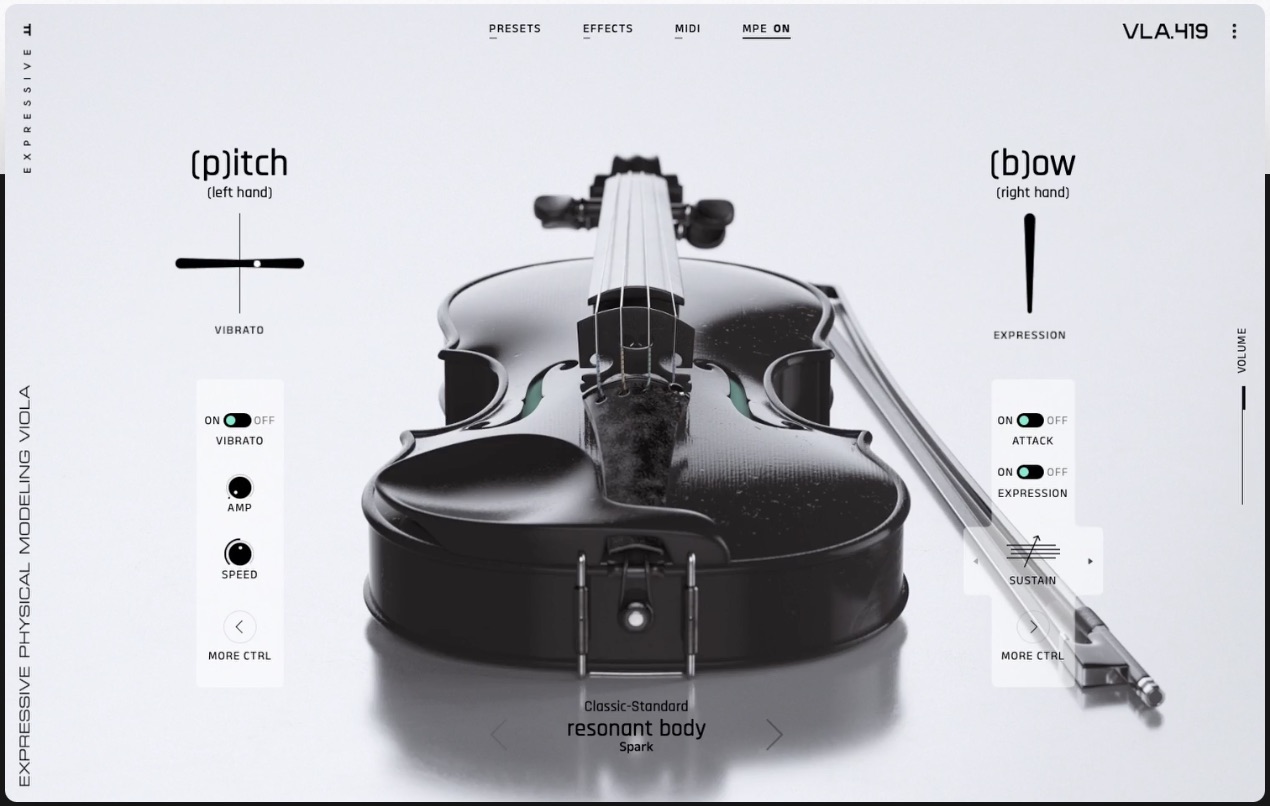 PRESETS
EFFECTS
MIDI
MPE ON
VLA.419
EXPRESSIVE E
(p)itch
(left hand)
VIBRATO
ON OFF
VIBRATO
AMP
SPEED
MORE CTRL
(b)ow
(right hand)
EXPRESSION
ON OFF
ATTACK
ON OFF
EXPRESSION
SUSTAIN
MORE CTRL
VOLUME
EXPRESSIVE PHYSICAL MODELING VIOLA
Classic-Standard
resonant body
Spark